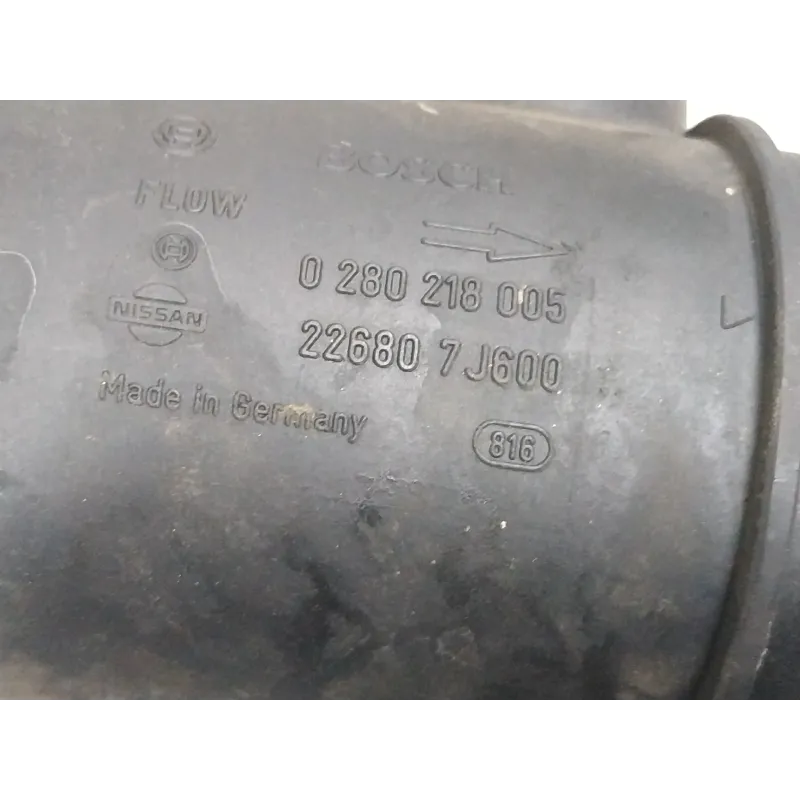 BOSCH
FLOW
0 280 218 005
NISSAN
22680 7J600
Made in Germany
816